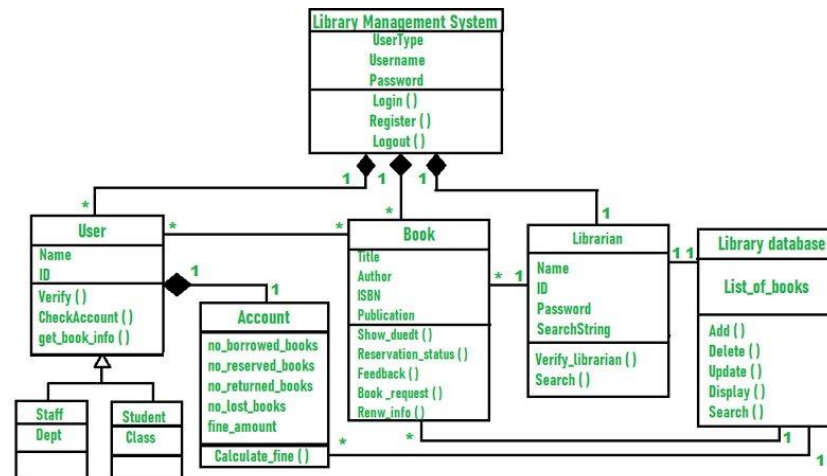 Library Management System
UserType
Username
Password
Login ( )
Register ( )
Logout ( )
1
1
1
*
*
1
User
Name
ID
Verify ( )
CheckAccount ( )
get_book_info ( )
*
*
1
1
Account
no_borrowed_books
no_reserved_books
no_returned_books
no_lost_books
fine_amount
Calculate_fine ( )
Staff
Dept
Student
Class
Book
Title
Author
ISBN
Publication
Show_duedt ( )
Reservation_status ( )
Feedback ( )
Book _request ( )
Renw_info ( )
*
1
Librarian
Name
ID
Password
SearchString
Verify_librarian ( )
Search ( )
1
1
Library database
List_of_books
Add ( )
Delete ( )
Update ( )
Display ( )
Search ( )
*
1
*
1